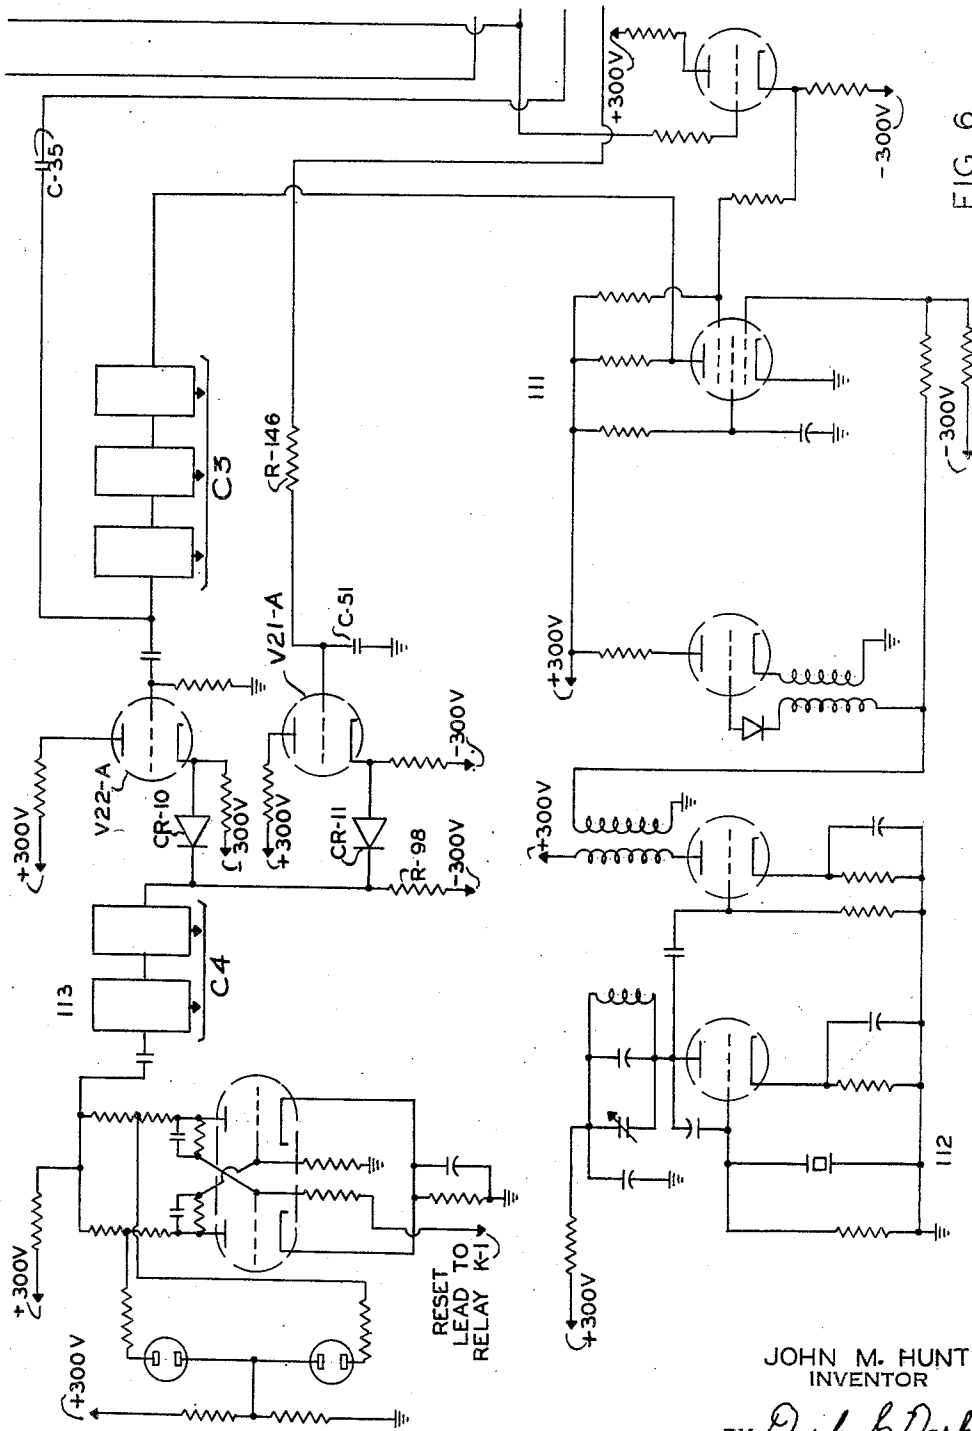 +300V
-300V
FIG. 6
C-35
C3
R-146
V21-A
C-51
+300V
V22-A
CR-10
-300V
+300V
CR-11
-300V
R-98
-300V
113
C4
+300V
RESET
LEAD TO
RELAY K-1
+300V
111
-300V
+300V
+300V
+300V
112
JOHN M. HUNT
INVENTOR
BY